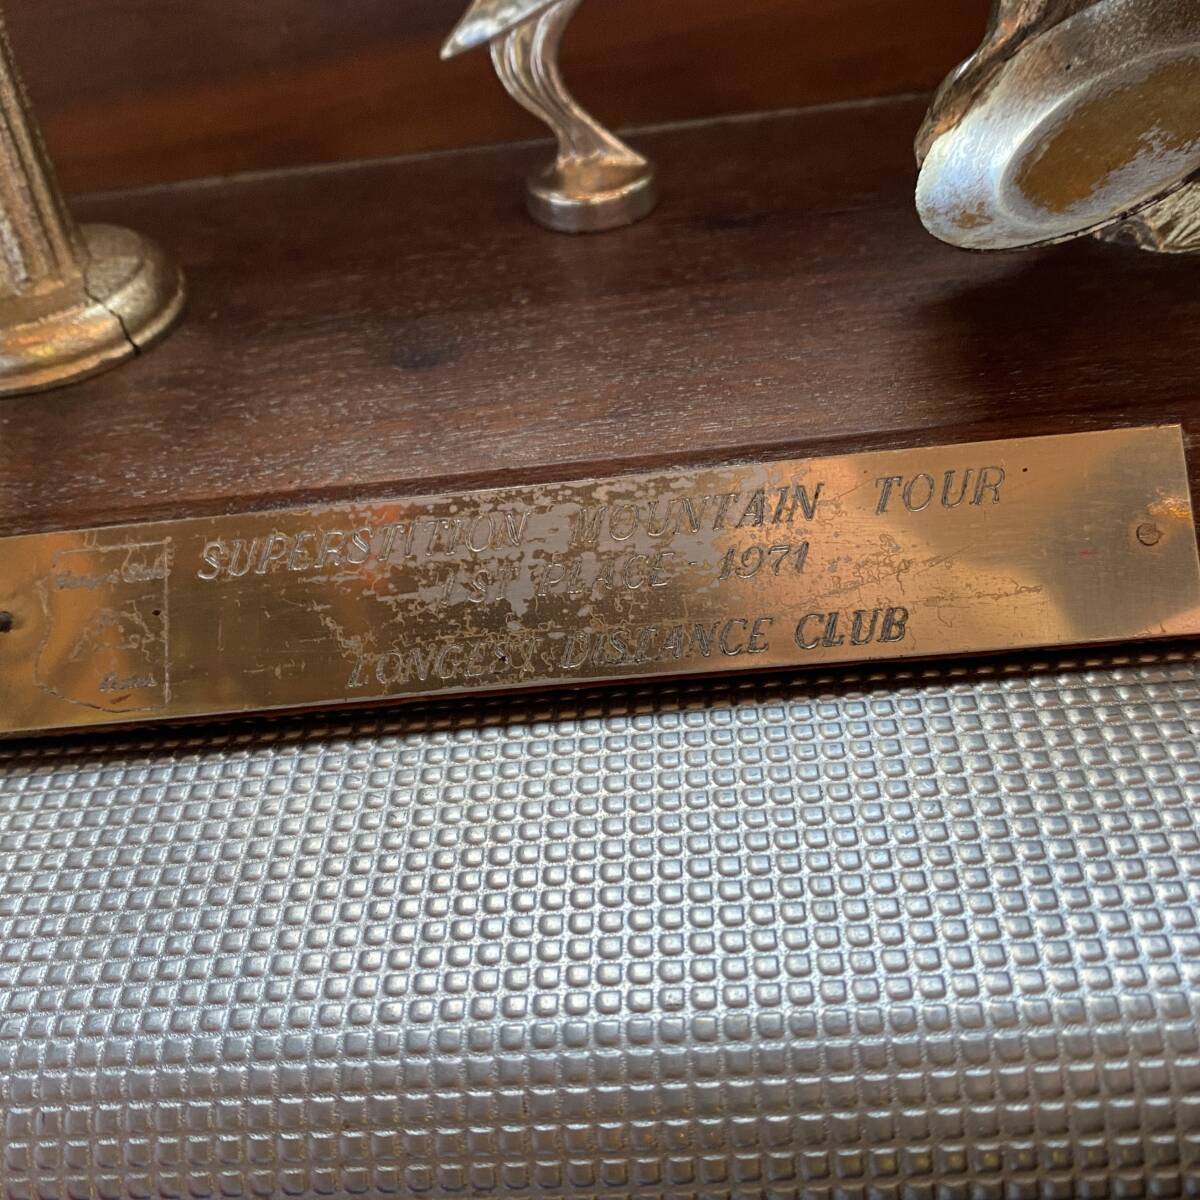 SUPERSTITION MOUNTAIN TOUR
1ST PLACE - 1971
LONGEST DISTANCE CLUB